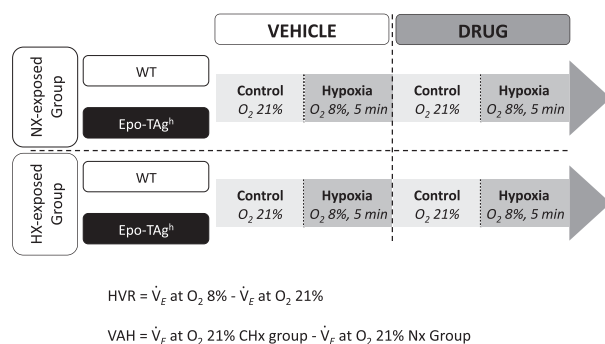 VEHICLE DRUG
NX-exposed
Group
WT
Epo-TAgʰ
Control Hypoxia Control Hypoxia
O₂ 21% O₂ 8%, 5 min O₂ 21% O₂ 8%, 5 min
HX-exposed
Group
WT
Epo-TAgʰ
Control Hypoxia Control Hypoxia
O₂ 21% O₂ 8%, 5 min O₂ 21% O₂ 8%, 5 min
HVR = V̇E at O₂ 8% - V̇E at O₂ 21%
VAH = V̇E at O₂ 21% CHx group - V̇E at O₂ 21% Nx Group